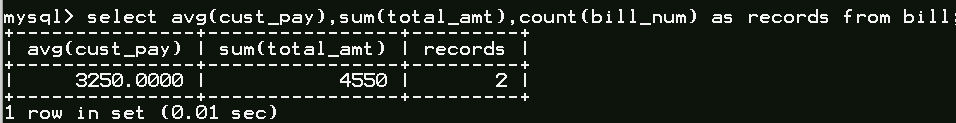 mysql> select avg(cust_pay),sum(total_amt),count(bill_num) as records from bill;
+---------------+----------------+---------+
| avg(cust_pay) | sum(total_amt) | records |
+---------------+----------------+---------+
|     3250.0000 |           4550 |       2 |
+---------------+----------------+---------+
1 row in set (0.01 sec)